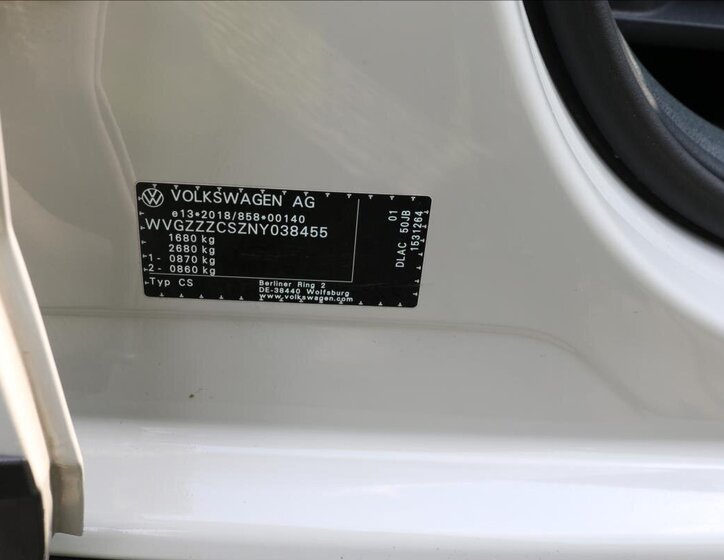 VOLKSWAGEN AG
e13*2018/858*00140
WVGZZZCSZNY038455
1680 kg
2680 kg
1- 0870 kg
2- 0860 kg
Typ CS
Berliner Ring 2
DE-38440 Wolfsburg
www.volkswagen.com
01
DLAC 50JB
1531264